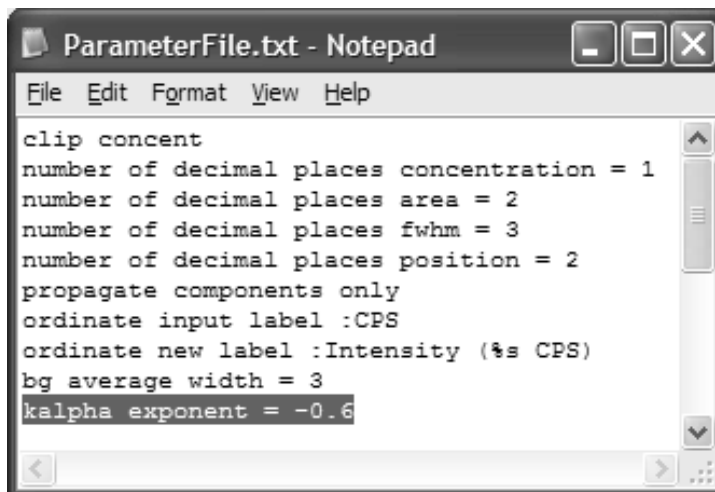 ParameterFile.txt - Notepad
File Edit Format View Help
clip concent
number of decimal places concentration = 1
number of decimal places area = 2
number of decimal places fwhm = 3
number of decimal places position = 2
propagate components only
ordinate input label :CPS
ordinate new label :Intensity (%s CPS)
bg average width = 3
kalpha exponent = -0.6